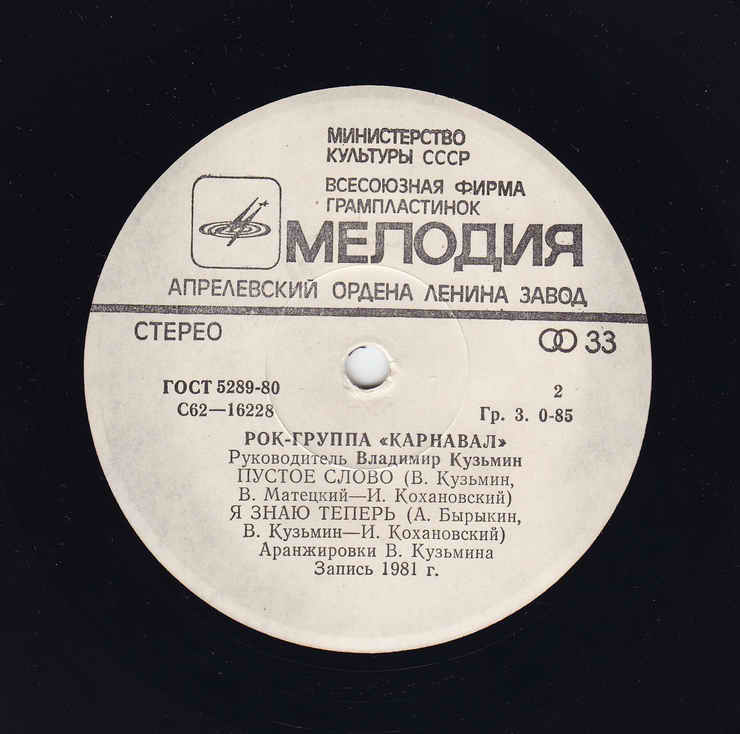 МИНИСТЕРСТВО
КУЛЬТУРЫ СССР
ВСЕСОЮЗНАЯ ФИРМА
ГРАМПЛАСТИНОК
МЕЛОДИЯ
АПРЕЛЕВСКИЙ ОРДЕНА ЛЕНИНА ЗАВОД
СТЕРЕО
33
ГОСТ 5289-80
2
С62—16228
Гр. 3. 0-85
РОК-ГРУППА «КАРНАВАЛ»
Руководитель Владимир Кузьмин
ПУСТОЕ СЛОВО (В. Кузьмин,
В. Матецкий—И. Кохановский)
Я ЗНАЮ ТЕПЕРЬ (А. Бырыкин,
В. Кузьмин—И. Кохановский)
Аранжировки В. Кузьмина
Запись 1981 г.